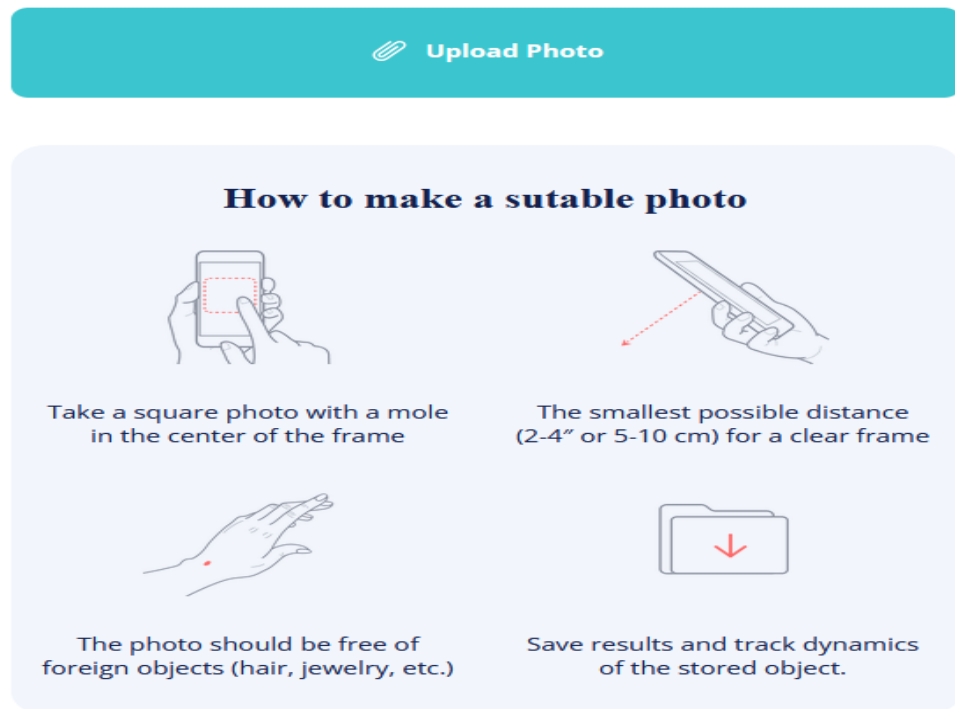 Upload Photo
How to make a sutable photo
Take a square photo with a mole
in the center of the frame
The smallest possible distance
(2-4″ or 5-10 cm) for a clear frame
The photo should be free of
foreign objects (hair, jewelry, etc.)
Save results and track dynamics
of the stored object.